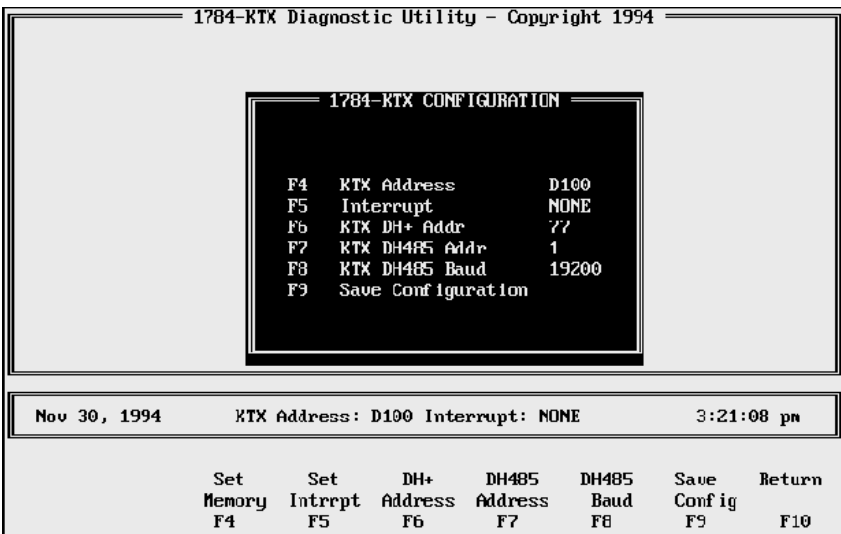 1784-KTX Diagnostic Utility - Copyright 1994
1784-KTX CONFIGURATION
F4 KTX Address D100
F5 Interrupt NONE
F6 KTX DH+ Addr 77
F7 KTX DH485 Addr 1
F8 KTX DH485 Baud 19200
F9 Save Configuration
Nov 30, 1994 KTX Address: D100 Interrupt: NONE 3:21:08 pm
Set Set DH+ DH485 DH485 Save Return
Memory Intrrpt Address Address Baud Config
F4 F5 F6 F7 F8 F9 F10